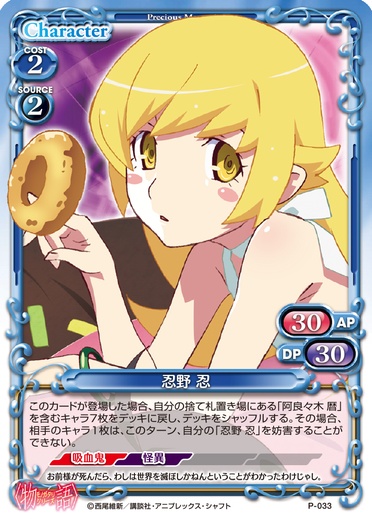 Precious M
Character
COST
2
SOURCE
2
30 AP
DP 30
忍野 忍
このカードが登場した場合、自分の捨て札置き場にある「阿良々木 暦」
を含むキャラ7枚をデッキに戻し、デッキをシャッフルする。その場合、
相手のキャラ1枚は、このターン、自分の「忍野 忍」を妨害することが
できない。
吸血鬼 怪異
お前様が死んだら、わしは世界を滅ぼしかねんということがわかったわけじゃし。
物語
©西尾維新/講談社・アニプレックス・シャフト
P-033